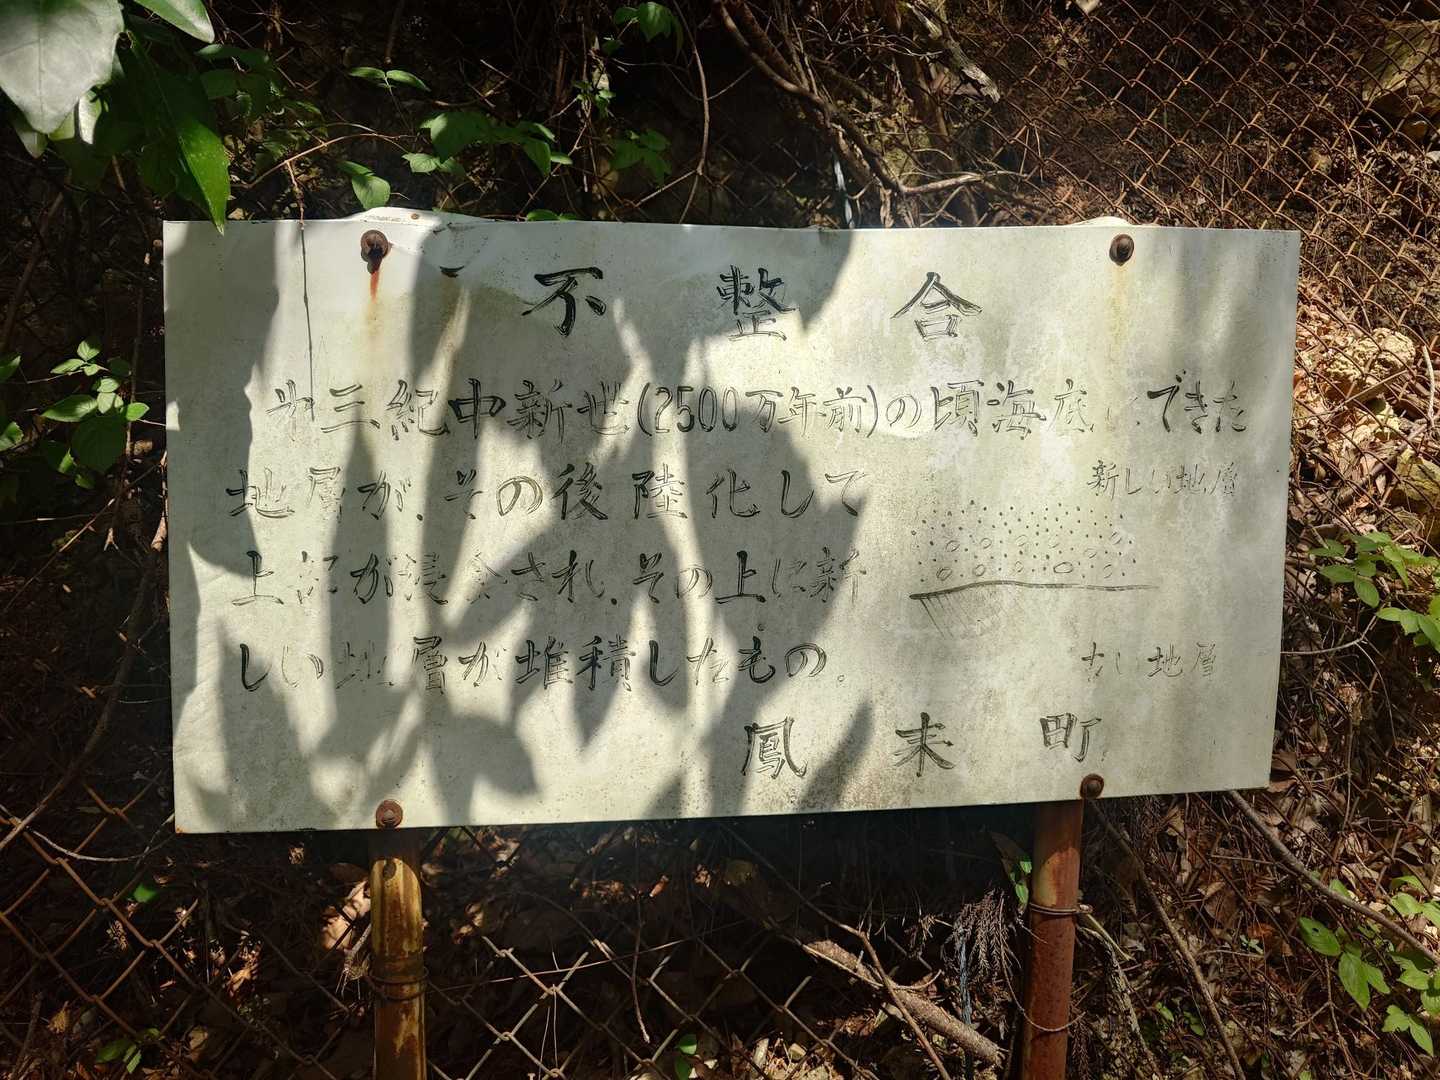 不整合
第三紀中新世(2500万年前)の頃海底にできた
地層が、その後陸化して
上部が浸食され、その上に新
しい地層が堆積したもの。
新しい地層
古い地層
鳳来町